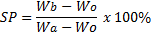 SP = (Wb − Wo) / (Wa − Wo) x 100%